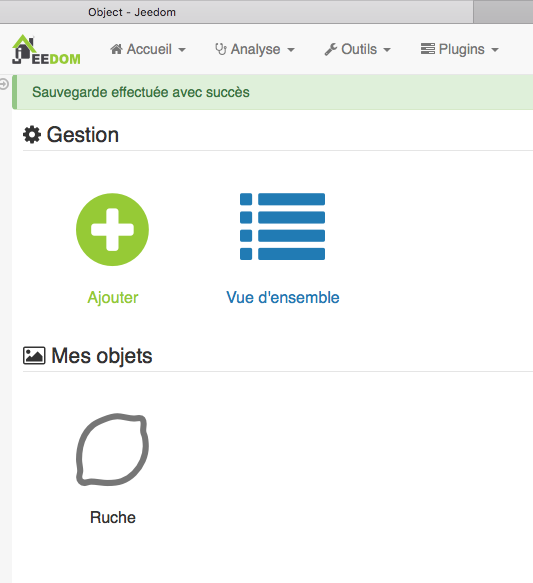 Object - Jeedom
JEEDOM Accueil Analyse Outils Plugins
Sauvegarde effectuée avec succès
Gestion
Ajouter Vue d'ensemble
Mes objets
Ruche